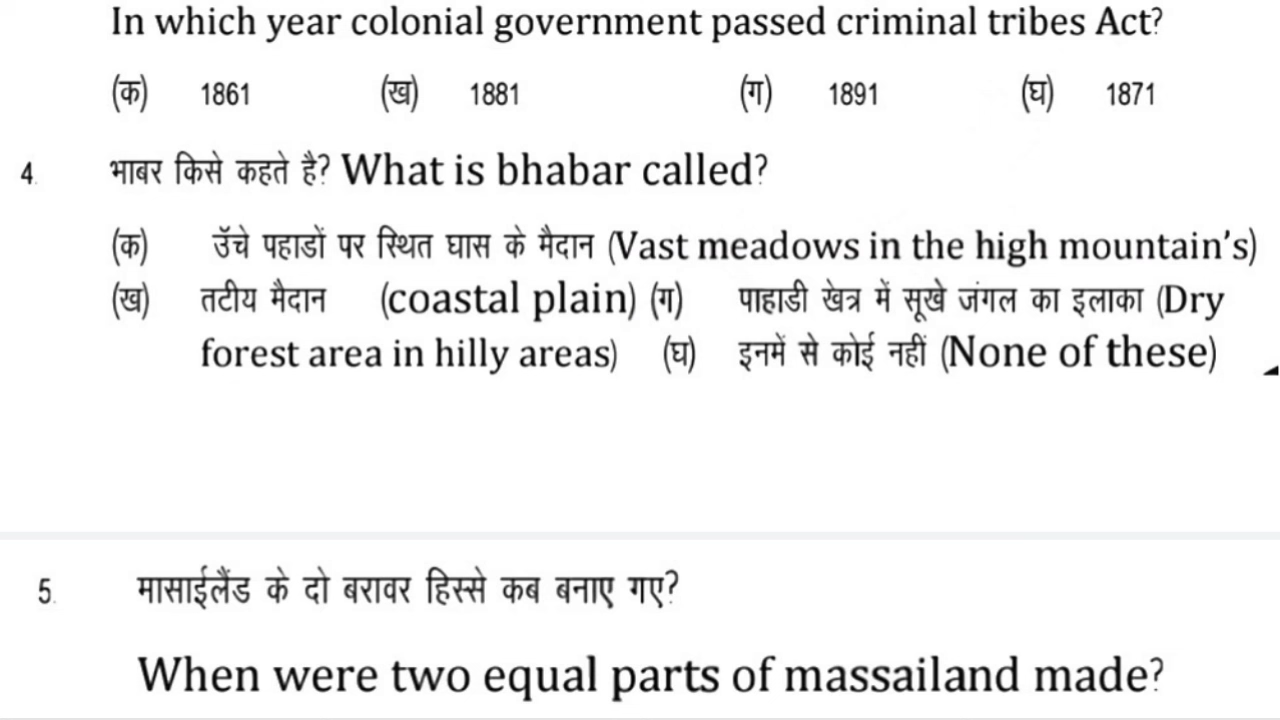 In which year colonial government passed criminal tribes Act?
(क) 1861 (ख) 1881 (ग) 1891 (घ) 1871
4. भाबर किसे कहते है? What is bhabar called?
(क) उँचे पहाडों पर स्थित घास के मैदान (Vast meadows in the high mountain's)
(ख) तटीय मैदान (coastal plain) (ग) पाहाडी खेत्र में सूखे जंगल का इलाका (Dry
forest area in hilly areas) (घ) इनमें से कोई नहीं (None of these)
5. मासाईलैंड के दो बरावर हिस्से कब बनाए गए?
When were two equal parts of massailand made?